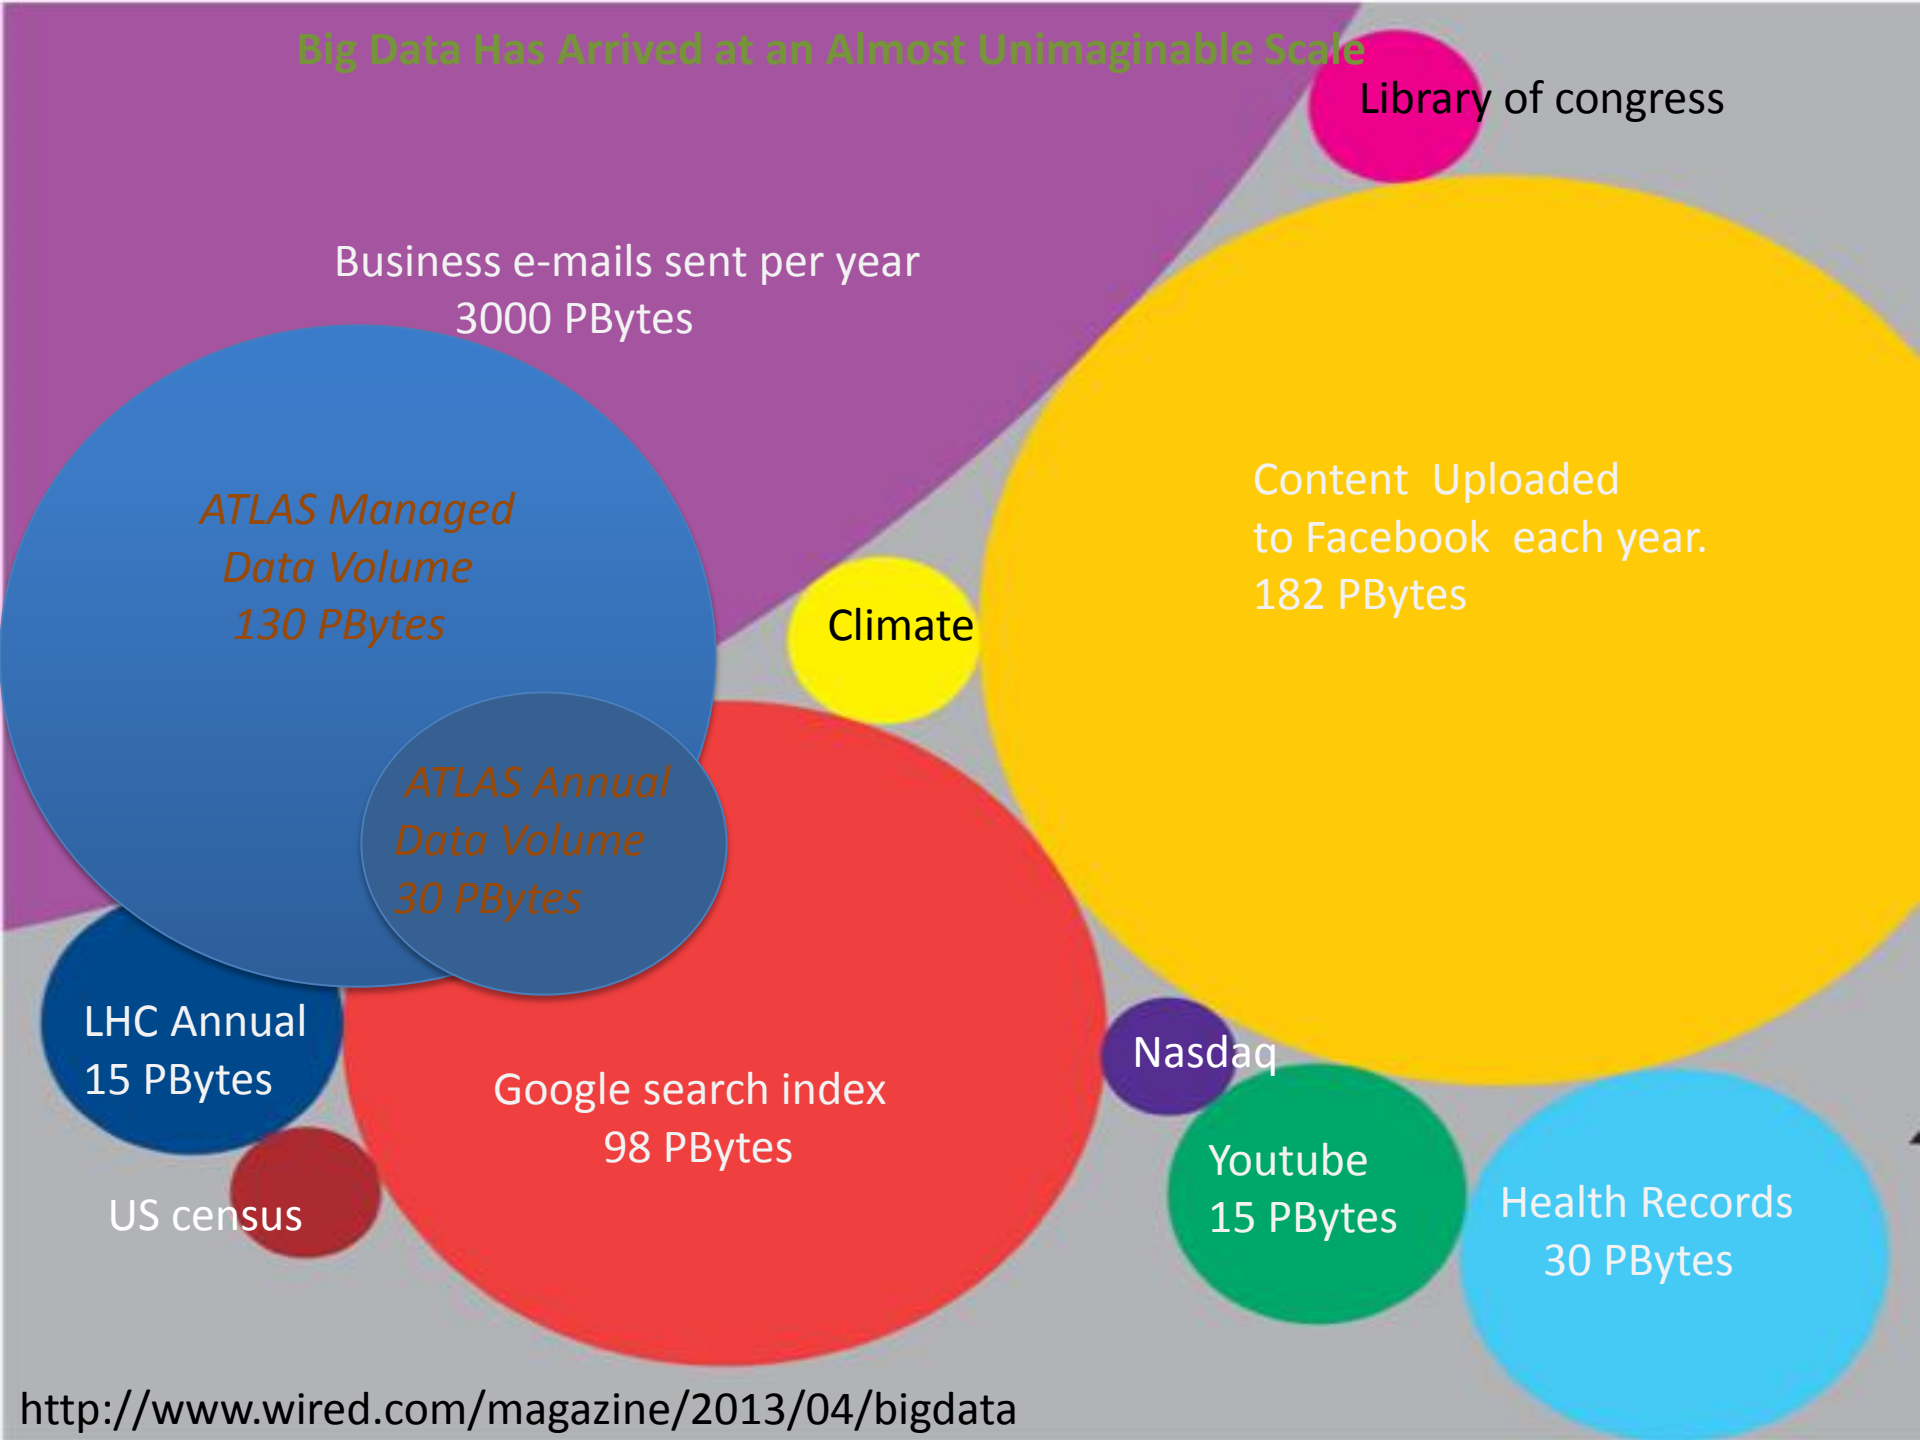 Big Data Has Arrived at an Almost Unimaginable Scale
Library of congress
Business e-mails sent per year
3000 PBytes
Content Uploaded
to Facebook each year.
182 PBytes
ATLAS Managed
Data Volume
130 PBytes
Climate
ATLAS Annual
Data Volume
30 PBytes
LHC Annual
15 PBytes
Google search index
98 PBytes
Nasdaq
Youtube
15 PBytes
Health Records
30 PBytes
US census
http://www.wired.com/magazine/2013/04/bigdata